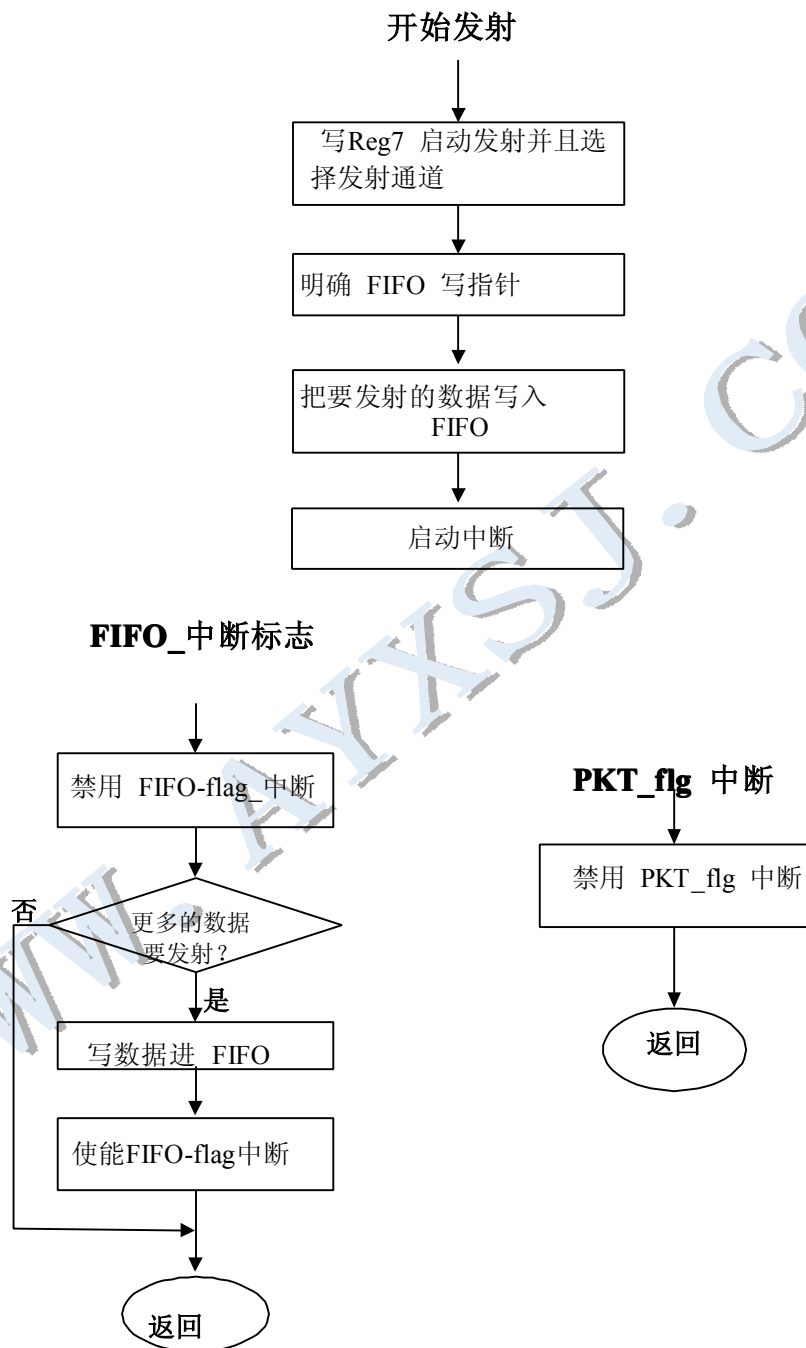 开始发射
写Reg7 启动发射并且选
择发射通道
明确 FIFO 写指针
把要发射的数据写入
FIFO
启动中断
FIFO_中断标志
禁用 FIFO-flag_中断
否
更多的数据
要发射？
是
写数据进 FIFO
使能FIFO-flag中断
返回
PKT_flg 中断
禁用 PKT_flg 中断
返回
WW. AYXSJ. C